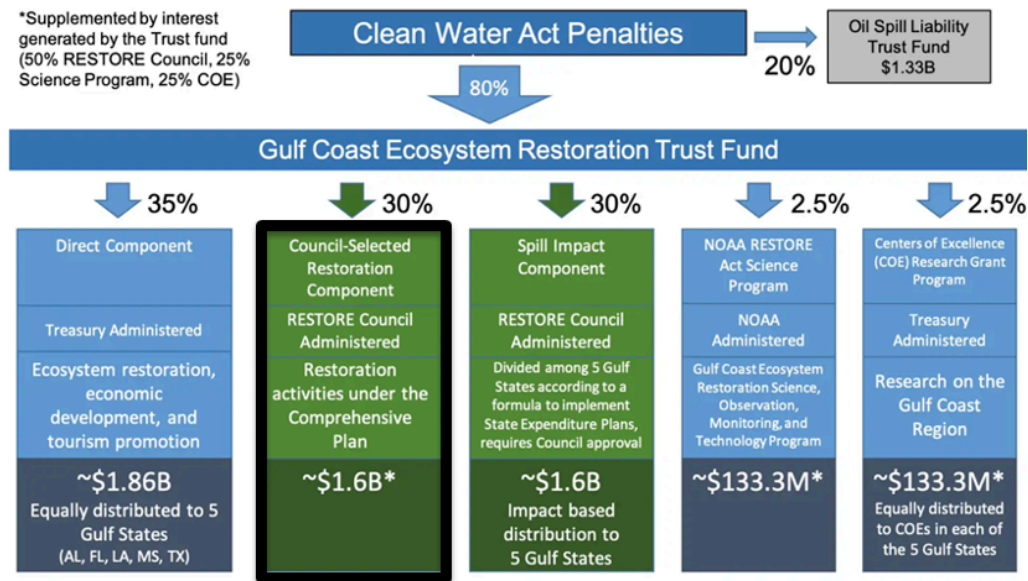 *Supplemented by interest
generated by the Trust fund
(50% RESTORE Council, 25%
Science Program, 25% COE)
Clean Water Act Penalties
20%
Oil Spill Liability
Trust Fund
$1.33B
80%
Gulf Coast Ecosystem Restoration Trust Fund
35%
Direct Component
Treasury Administered
Ecosystem restoration,
economic
development, and
tourism promotion
~$1.86B
Equally distributed to 5
Gulf States
(AL, FL, LA, MS, TX)
30%
Council-Selected
Restoration
Component
RESTORE Council
Administered
Restoration
activities under the
Comprehensive
Plan
~$1.6B*
30%
Spill Impact
Component
RESTORE Council
Administered
Divided among 5 Gulf
States according to a
formula to implement
State Expenditure Plans,
requires Council approval
~$1.6B
Impact based
distribution to
5 Gulf States
2.5%
NOAA RESTORE
Act Science
Program
NOAA
Administered
Gulf Coast Ecosystem
Restoration Science,
Observation,
Monitoring, and
Technology Program
~$133.3M*
2.5%
Centers of Excellence
(COE) Research Grant
Program
Treasury
Administered
Research on the
Gulf Coast
Region
~$133.3M*
Equally distributed
to COEs in each of
the 5 Gulf States